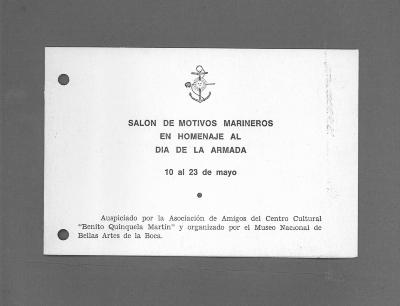 SALON DE MOTIVOS MARINEROS
EN HOMENAJE AL
DIA DE LA ARMADA
10 al 23 de mayo
Auspiciado por la Asociación de Amigos del Centro Cultural
"Benito Quinquela Martín" y organizado por el Museo Nacional de
Bellas Artes de la Boca.